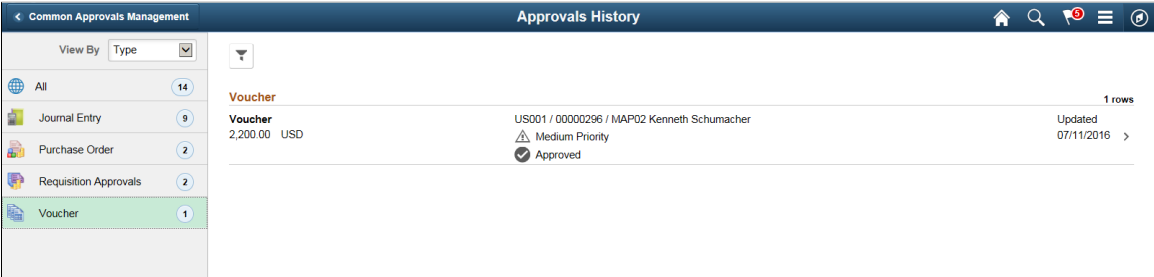 Common Approvals Management
Approvals History
5
View By Type
All 14
Journal Entry 9
Purchase Order 2
Requisition Approvals 2
Voucher 1
Voucher
1 rows
Voucher US001 / 00000296 / MAP02 Kenneth Schumacher Updated
2,200.00 USD Medium Priority 07/11/2016
Approved